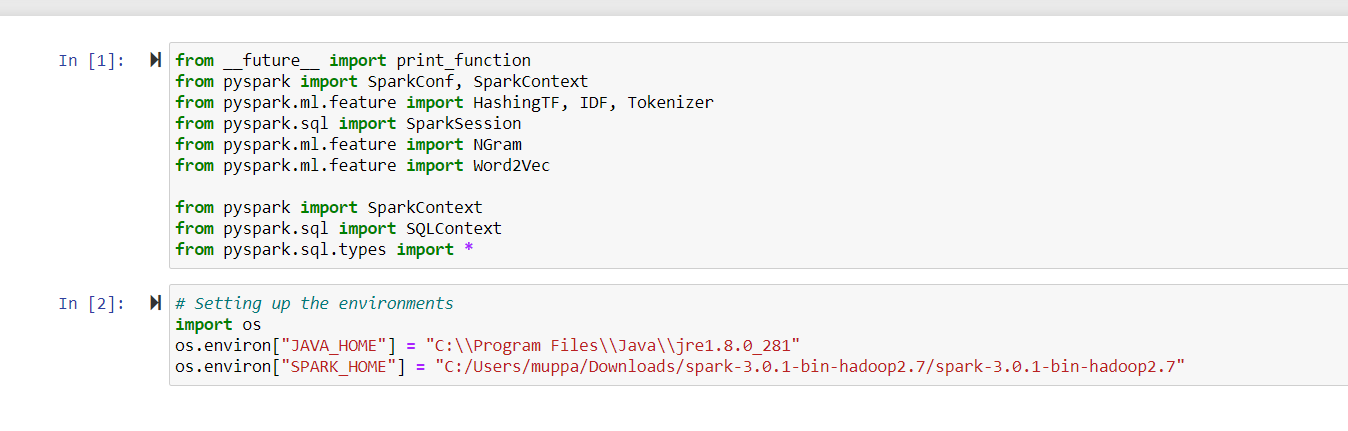 In [1]:
from __future__ import print_function
from pyspark import SparkConf, SparkContext
from pyspark.ml.feature import HashingTF, IDF, Tokenizer
from pyspark.sql import SparkSession
from pyspark.ml.feature import NGram
from pyspark.ml.feature import Word2Vec
from pyspark import SparkContext
from pyspark.sql import SQLContext
from pyspark.sql.types import *
In [2]:
# Setting up the environments
import os
os.environ["JAVA_HOME"] = "C:\\Program Files\\Java\\jre1.8.0_281"
os.environ["SPARK_HOME"] = "C:/Users/muppa/Downloads/spark-3.0.1-bin-hadoop2.7/spark-3.0.1-bin-hadoop2.7"